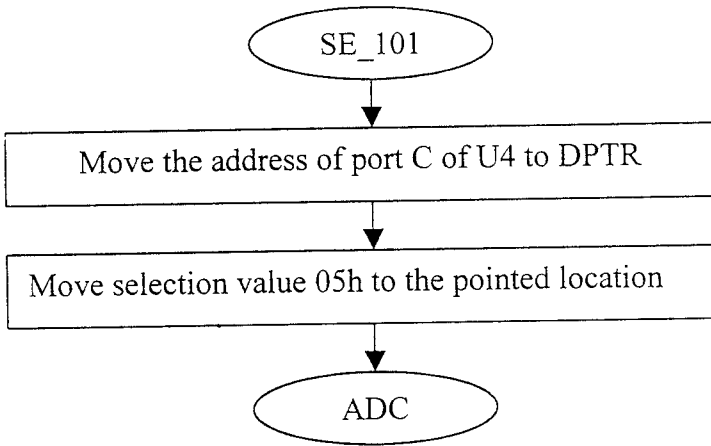 SE_101
Move the address of port C of U4 to DPTR
Move selection value 05h to the pointed location
ADC